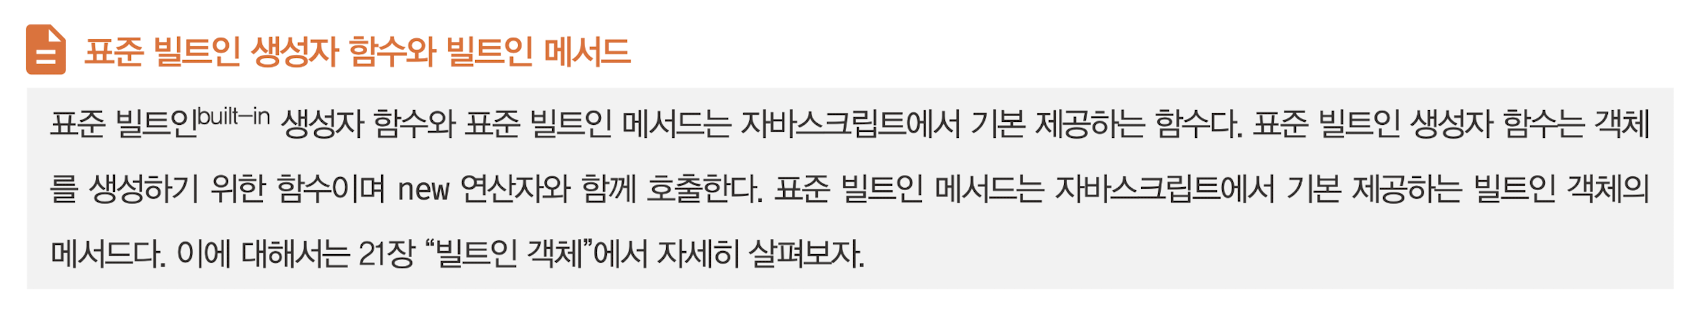 표준 빌트인 생성자 함수와 빌트인 메서드
표준 빌트인built-in 생성자 함수와 표준 빌트인 메서드는 자바스크립트에서 기본 제공하는 함수다. 표준 빌트인 생성자 함수는 객체
를 생성하기 위한 함수이며 new 연산자와 함께 호출한다. 표준 빌트인 메서드는 자바스크립트에서 기본 제공하는 빌트인 객체의
메서드다. 이에 대해서는 21장 “빌트인 객체”에서 자세히 살펴보자.